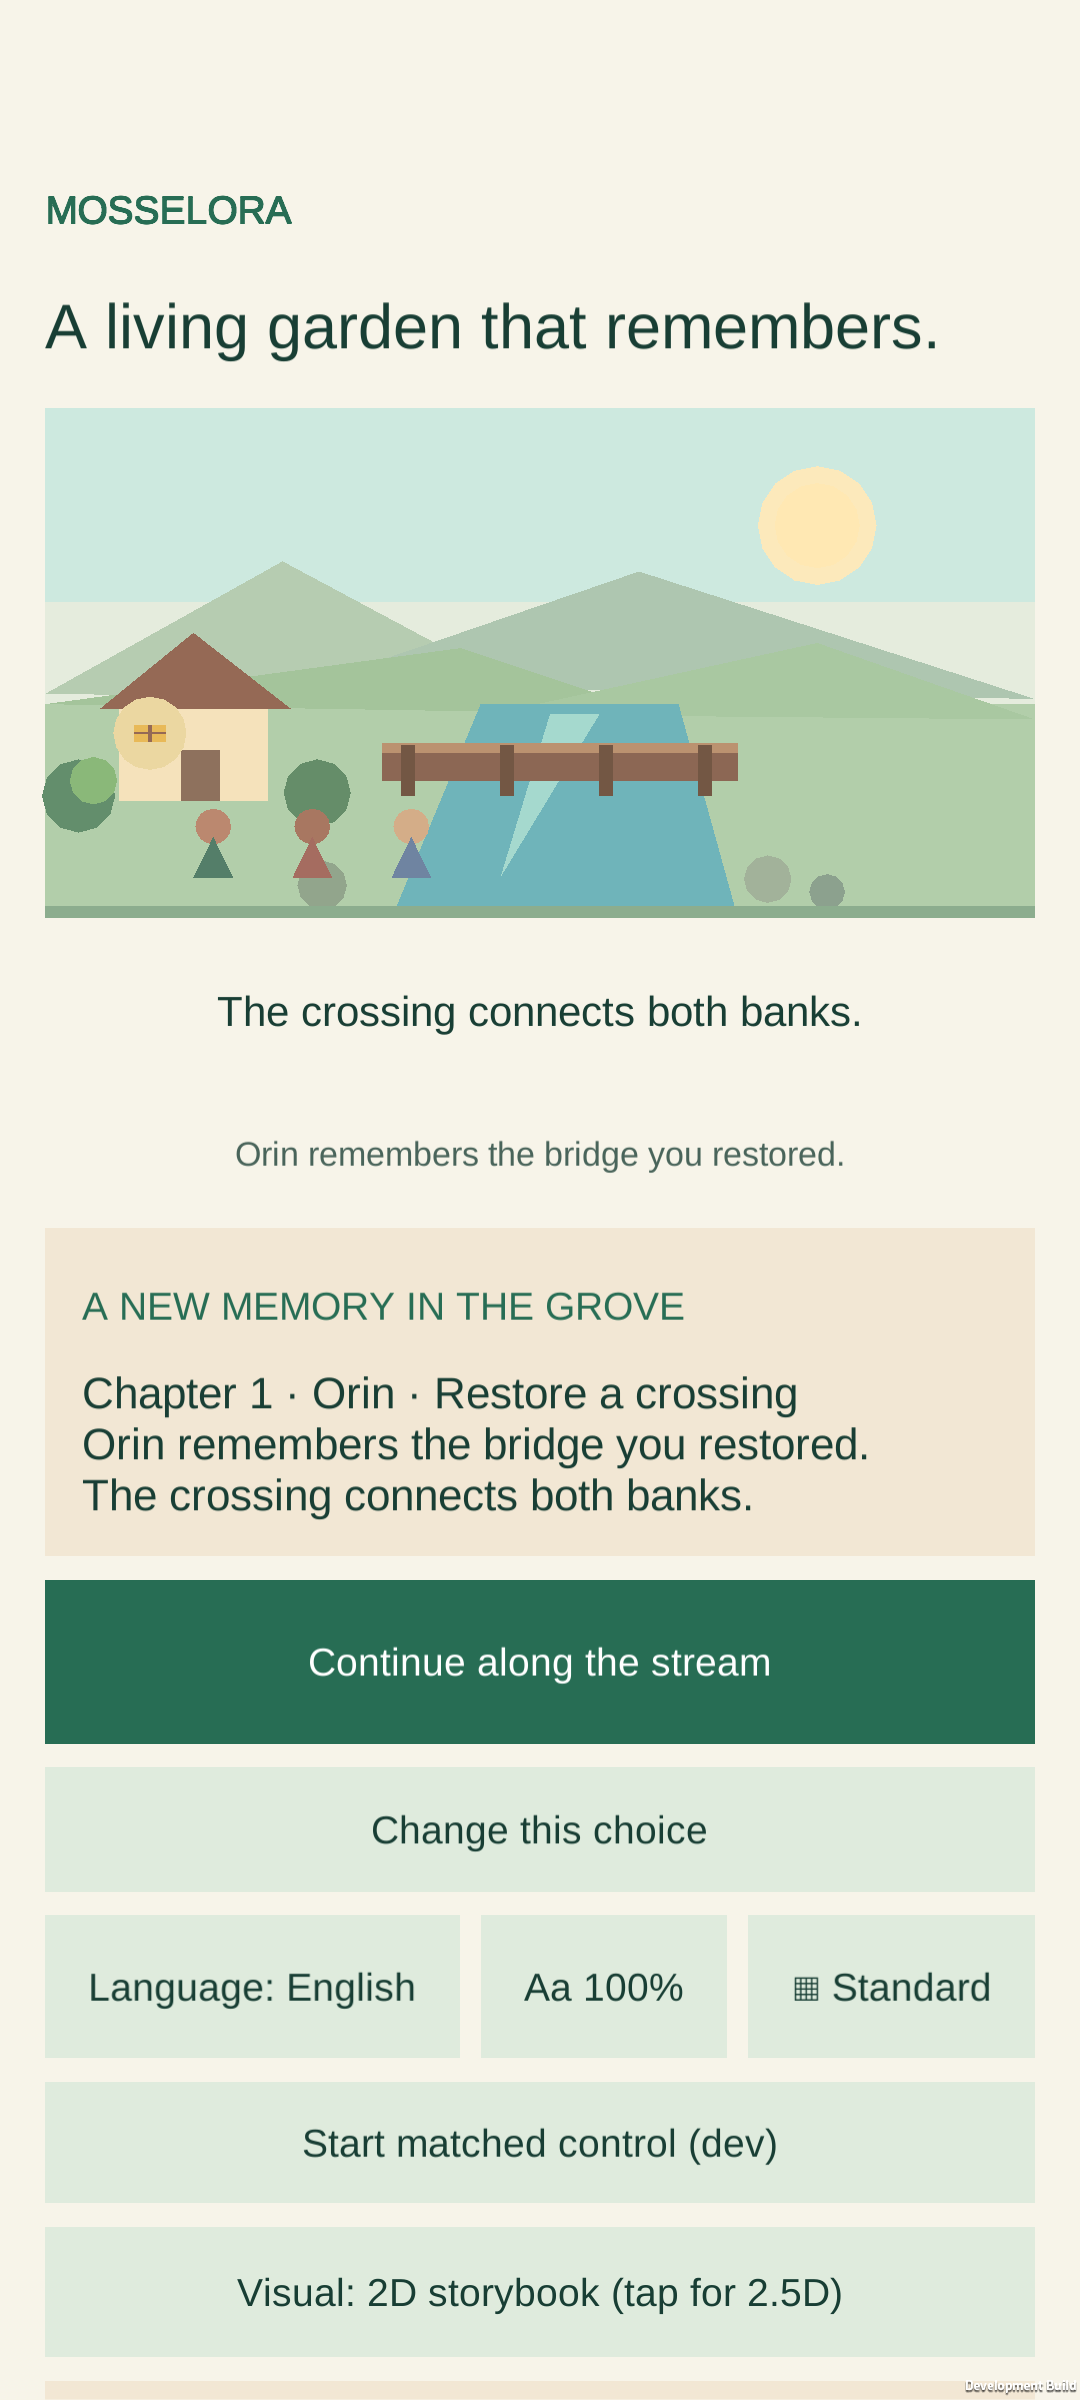 MOSSELORA
A living garden that remembers.
The crossing connects both banks.
Orin remembers the bridge you restored.
A NEW MEMORY IN THE GROVE
Chapter 1 · Orin · Restore a crossing
Orin remembers the bridge you restored.
The crossing connects both banks.
Continue along the stream
Change this choice
Language: English
Aa 100%
▦ Standard
Start matched control (dev)
Visual: 2D storybook (tap for 2.5D)
Development Build